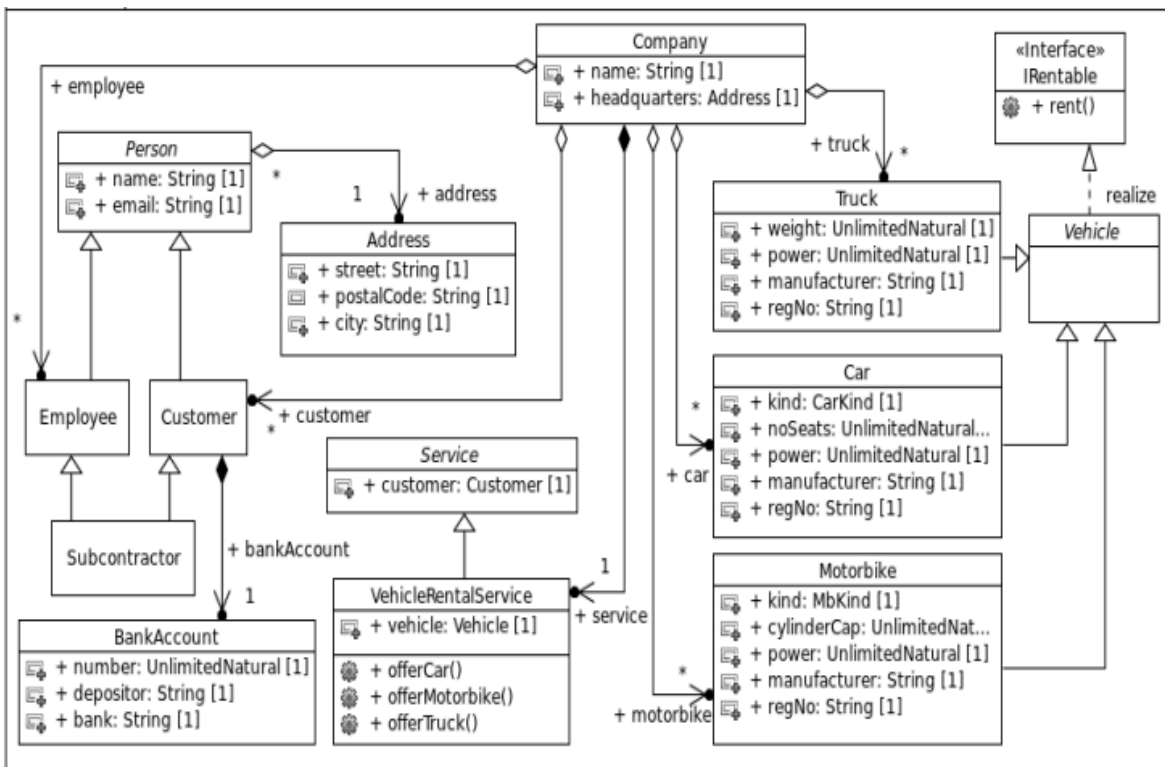 Company
+ name: String [1]
+ headquarters: Address [1]
«Interface»
IRentable
+ rent()
+ employee
+ truck
*
realize
Person
+ name: String [1]
+ email: String [1]
*
1
+ address
Truck
+ weight: UnlimitedNatural [1]
+ power: UnlimitedNatural [1]
+ manufacturer: String [1]
+ regNo: String [1]
Vehicle
Address
+ street: String [1]
+ postalCode: String [1]
+ city: String [1]
*
Employee
Customer
+ customer
*
Car
+ kind: CarKind [1]
+ noSeats: UnlimitedNatural...
+ power: UnlimitedNatural [1]
+ manufacturer: String [1]
+ regNo: String [1]
*
+ car
Service
+ customer: Customer [1]
Subcontractor
+ bankAccount
1
VehicleRentalService
+ vehicle: Vehicle [1]
+ offerCar()
+ offerMotorbike()
+ offerTruck()
1
+ service
Motorbike
+ kind: MbKind [1]
+ cylinderCap: UnlimitedNat...
+ power: UnlimitedNatural [1]
+ manufacturer: String [1]
+ regNo: String [1]
*
+ motorbike
BankAccount
+ number: UnlimitedNatural [1]
+ depositor: String [1]
+ bank: String [1]